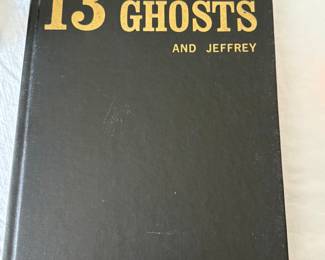 13 GHOSTS
AND JEFFREY